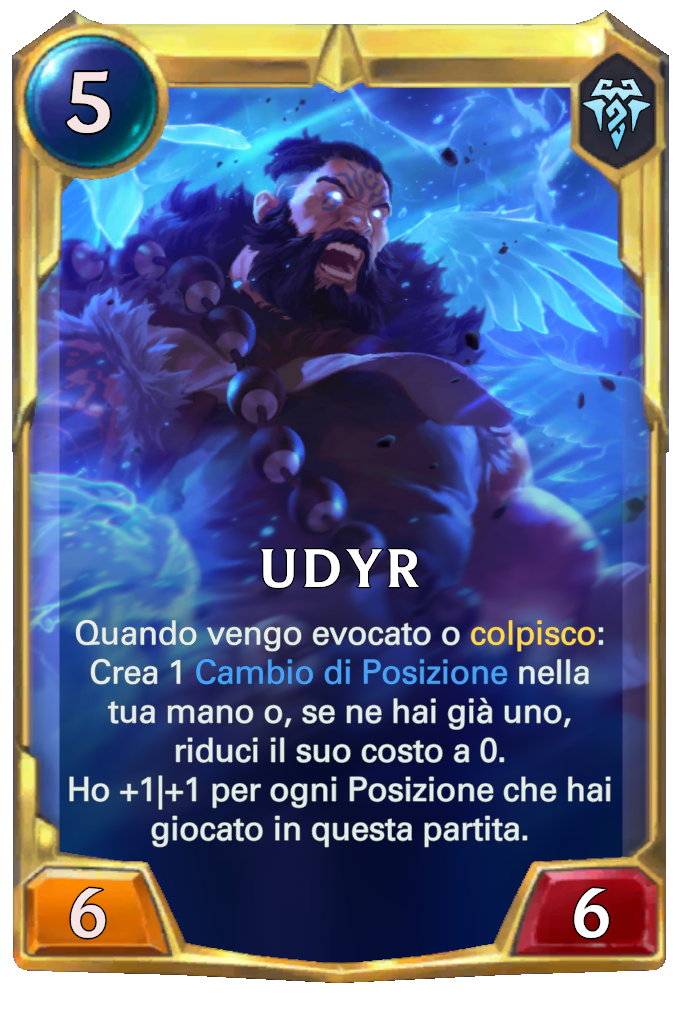 5
UDYR
Quando vengo evocato o colpisco:
Crea 1 Cambio di Posizione nella
tua mano o, se ne hai già uno,
riduci il suo costo a 0.
Ho +1|+1 per ogni Posizione che hai
giocato in questa partita.
6
6